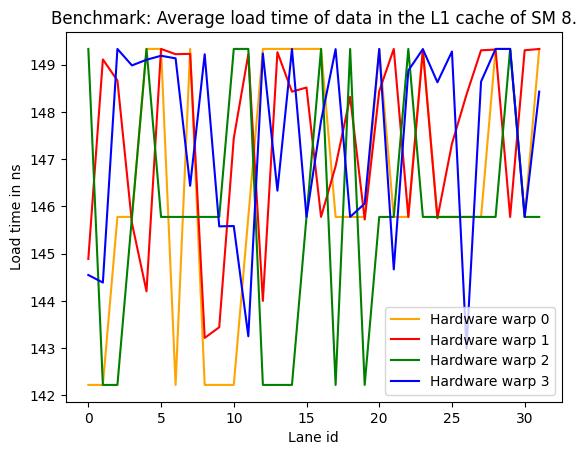 Benchmark: Average load time of data in the L1 cache of SM 8.
149
148
147
146
145
144
143
142
Load time in ns
0 5 10 15 20 25 30
Lane id
Hardware warp 0
Hardware warp 1
Hardware warp 2
Hardware warp 3